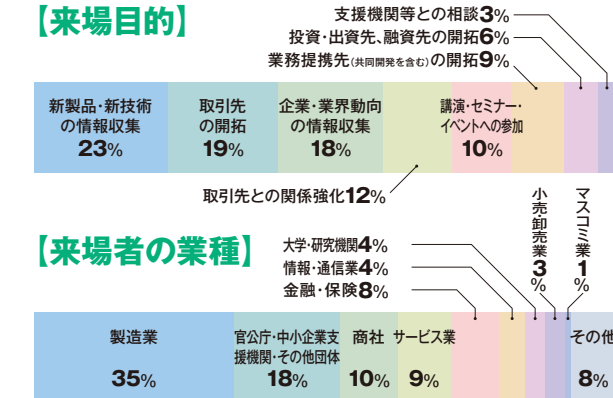 【来場目的】
支援機関等との相談3%
投資・出資先、融資先の開拓6%
業務提携先(共同開発を含む)の開拓9%
新製品・新技術
の情報収集
23%
取引先
の開拓
19%
企業・業界動向
の情報収集
18%
講演・セミナー・
イベントへの参加
10%
取引先との関係強化12%
【来場者の業種】
大学・研究機関4%
情報・通信業4%
金融・保険8%
小売卸売業3%
マスコミ業1%
製造業
35%
官公庁・中小企業支
援機関・その他団体
18%
商社
10%
サービス業
9%
その他
8%